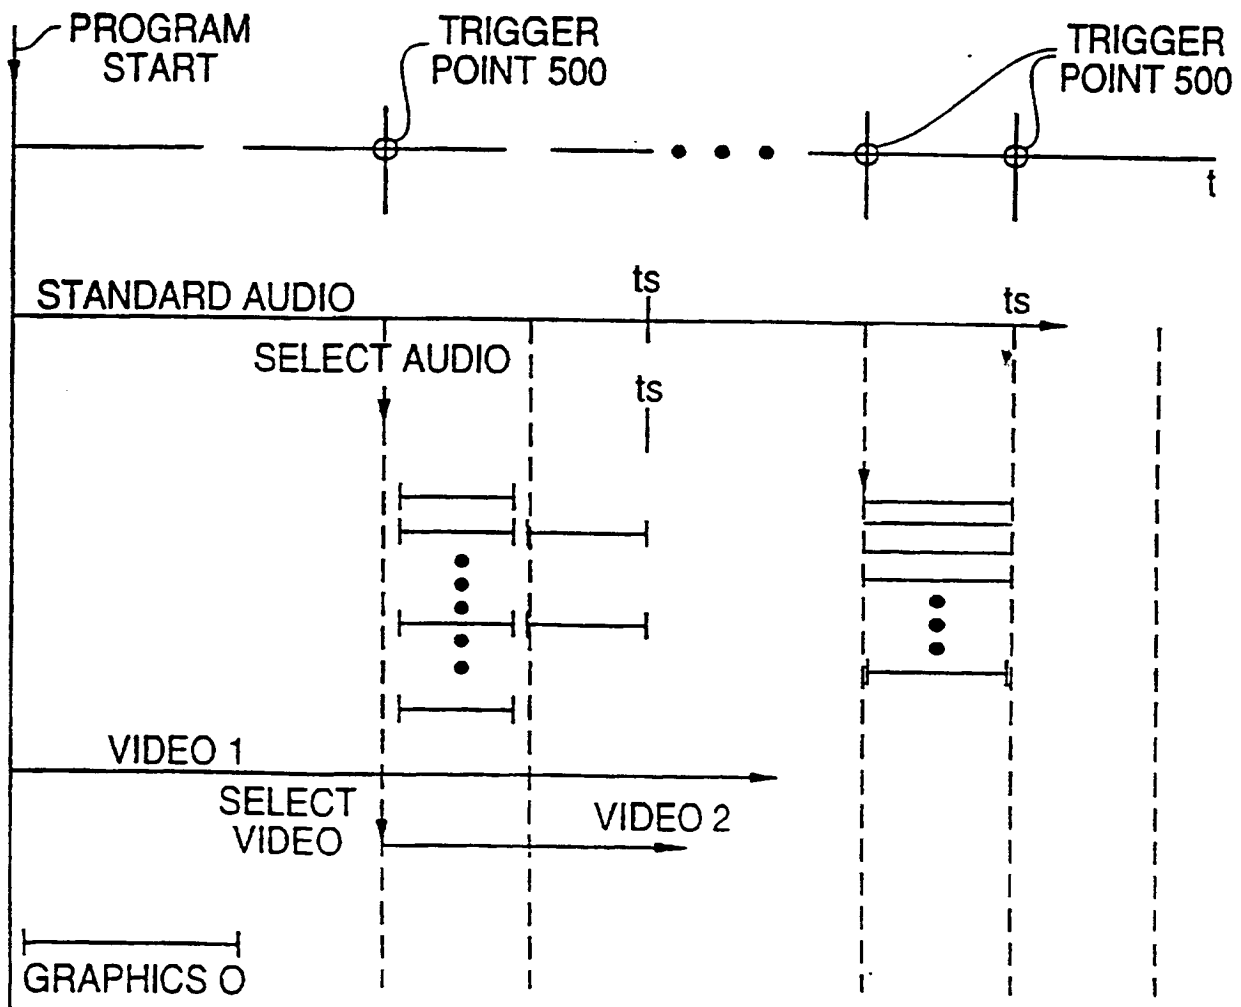 PROGRAM
START
TRIGGER
POINT 500
TRIGGER
POINT 500
t
STANDARD AUDIO
ts
ts
SELECT AUDIO
ts
VIDEO 1
SELECT
VIDEO
VIDEO 2
GRAPHICS O